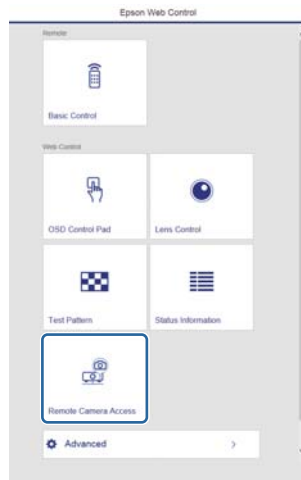 Epson Web Control
Remote
Basic Control
Web Control
OSD Control Pad
Lens Control
Test Pattern
Status Information
Remote Camera Access
Advanced